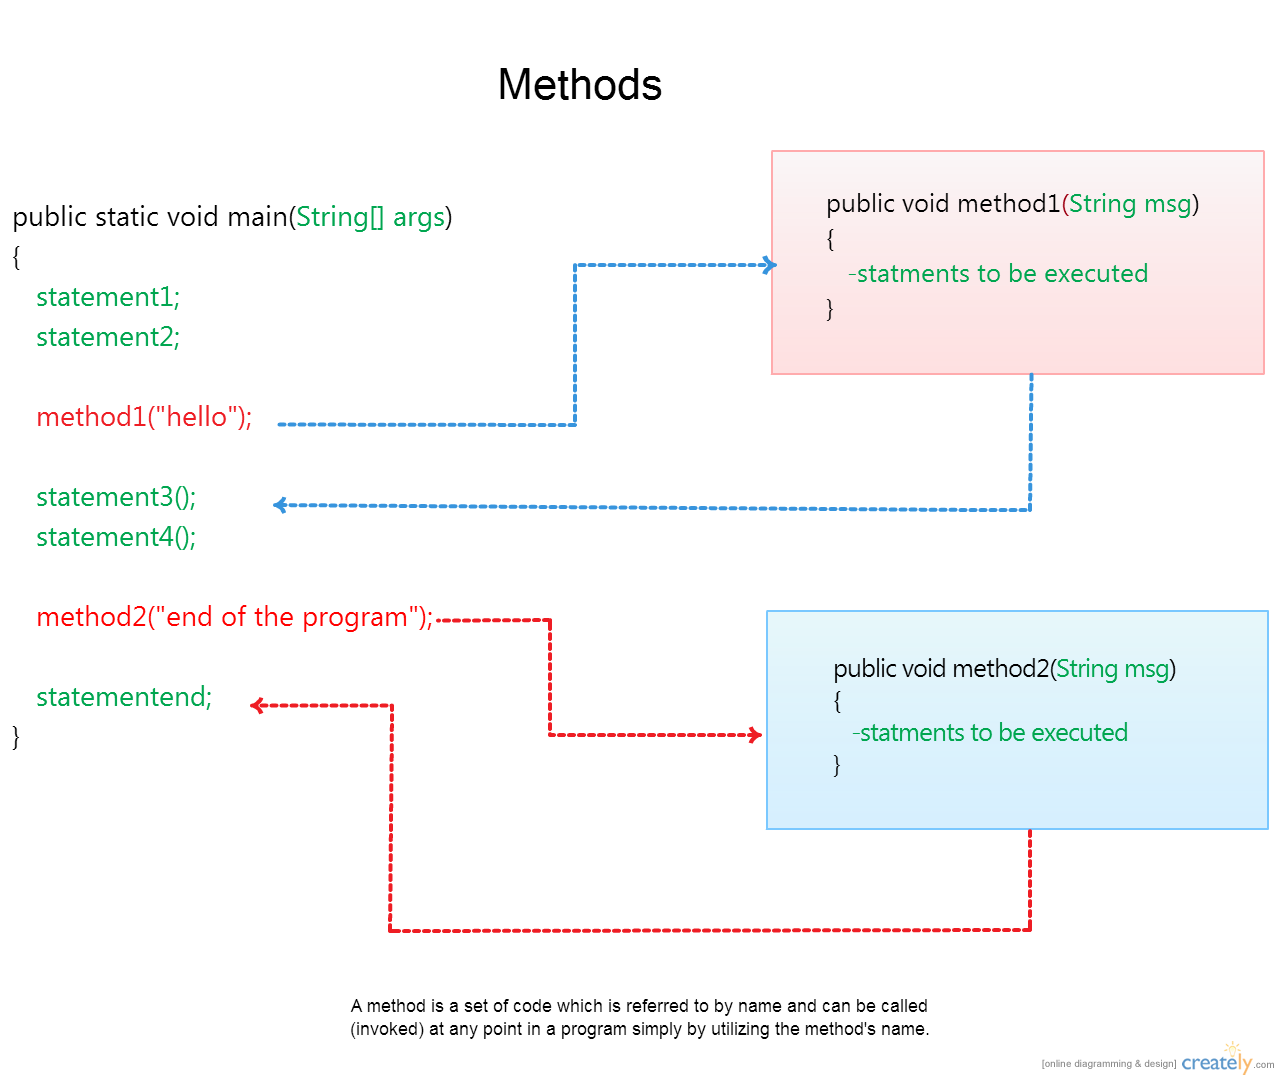 Methods
public static void main(String[] args)
{
statement1;
statement2;
method1("hello");
statement3();
statement4();
method2("end of the program");
statementend;
}
public void method1(String msg)
{
-statments to be executed
}
public void method2(String msg)
{
-statments to be executed
}
A method is a set of code which is referred to by name and can be called
(invoked) at any point in a program simply by utilizing the method's name.
[online diagramming & design] creately.com